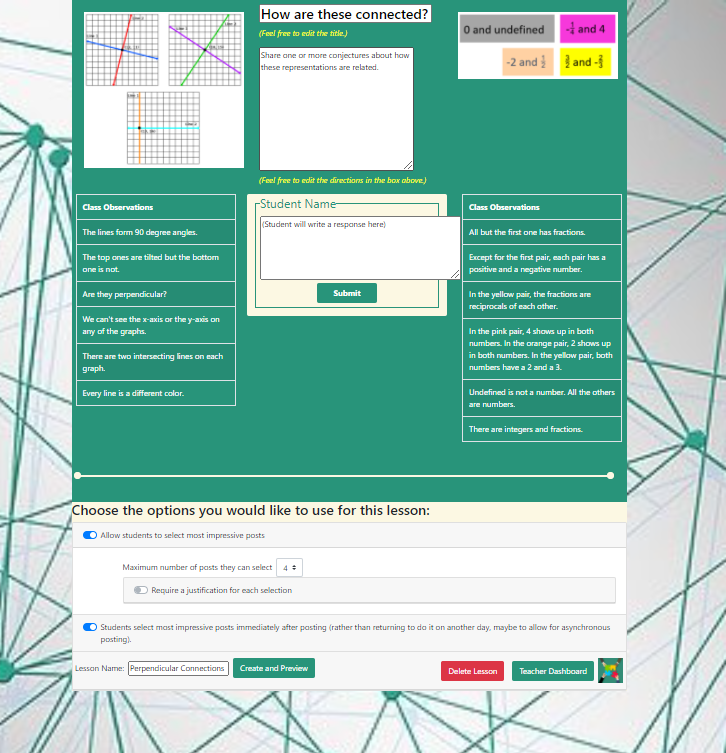 How are these connected?
(Feel free to edit the title.)
Share one or more conjectures about how
these representations are related.
(Feel free to edit the directions in the box above.)
0 and undefined
-1/4 and 4
-2 and 1/2
Class Observations
The lines form 90 degree angles.
The top ones are tilted but the bottom
one is not.
Are they perpendicular?
We can't see the x-axis or the y-axis on
any of the graphs.
There are two intersecting lines on each
graph.
Every line is a different color.
Student Name
(Student will write a response here)
Submit
Class Observations
All but the first one has fractions.
Except for the first pair, each pair has a
positive and a negative number.
In the yellow pair, the fractions are
reciprocals of each other.
In the pink pair, 4 shows up in both
numbers. In the orange pair, 2 shows up
in both numbers. In the yellow pair, both
numbers have a 2 and a 3.
Undefined is not a number. All the others
are numbers.
There are integers and fractions.
Choose the options you would like to use for this lesson:
Allow students to select most impressive posts
Maximum number of posts they can select 4
Require a justification for each selection
Students select most impressive posts immediately after posting (rather than returning to do it on another day, maybe to allow for asynchronous
posting).
Lesson Name: Perpendicular Connections Create and Preview Delete Lesson Teacher Dashboard